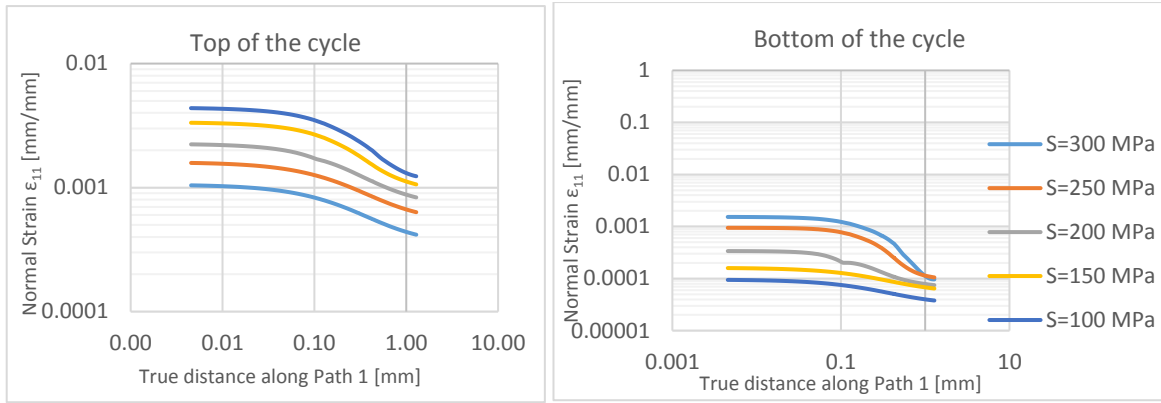 Top of the cycle
Normal Strain ε11 [mm/mm]
0.01
0.001
0.0001
0.00
0.01
0.10
1.00
10.00
True distance along Path 1 [mm]
Bottom of the cycle
Normal Strain ε11 [mm/mm]
1
0.1
0.01
0.001
0.0001
0.00001
0.001
0.1
10
True distance along Path 1 [mm]
S=300 MPa
S=250 MPa
S=200 MPa
S=150 MPa
S=100 MPa